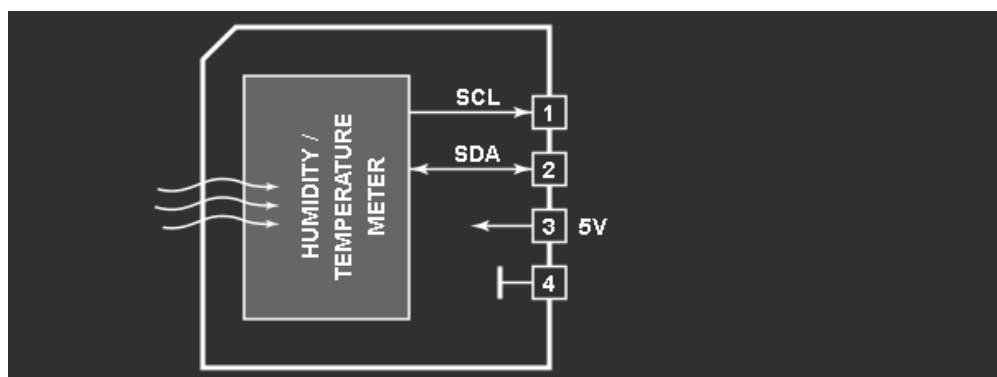 HUMIDITY /
TEMPERATURE
METER
SCL
1
SDA
2
3 5V
4